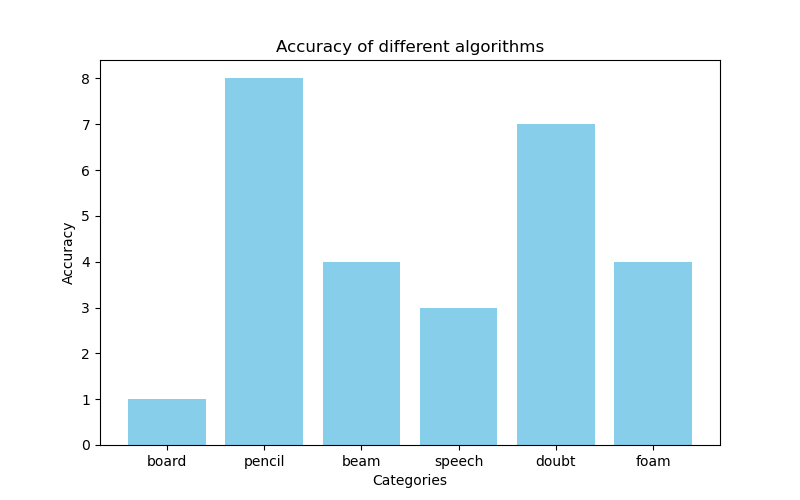 Accuracy of different algorithms
8
7
6
5
4
3
2
1
0
Accuracy
board pencil beam speech doubt foam
Categories